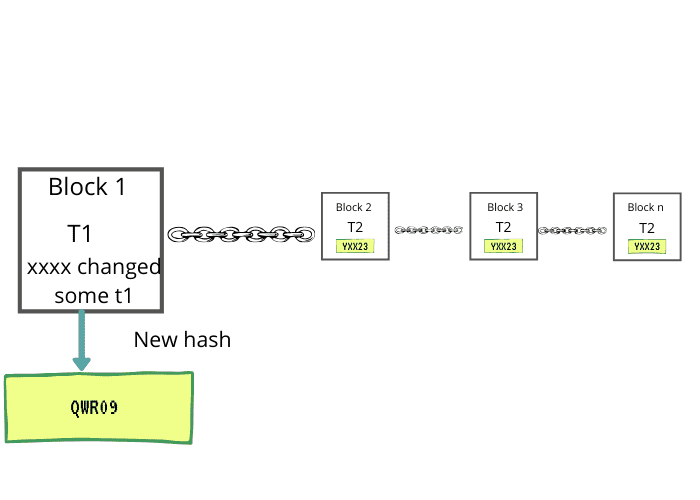 Block 1
T1
xxxx changed
some t1
New hash
QWR09
Block 2
T2
YXX23
Block 3
T2
YXX23
Block n
T2
YXX23